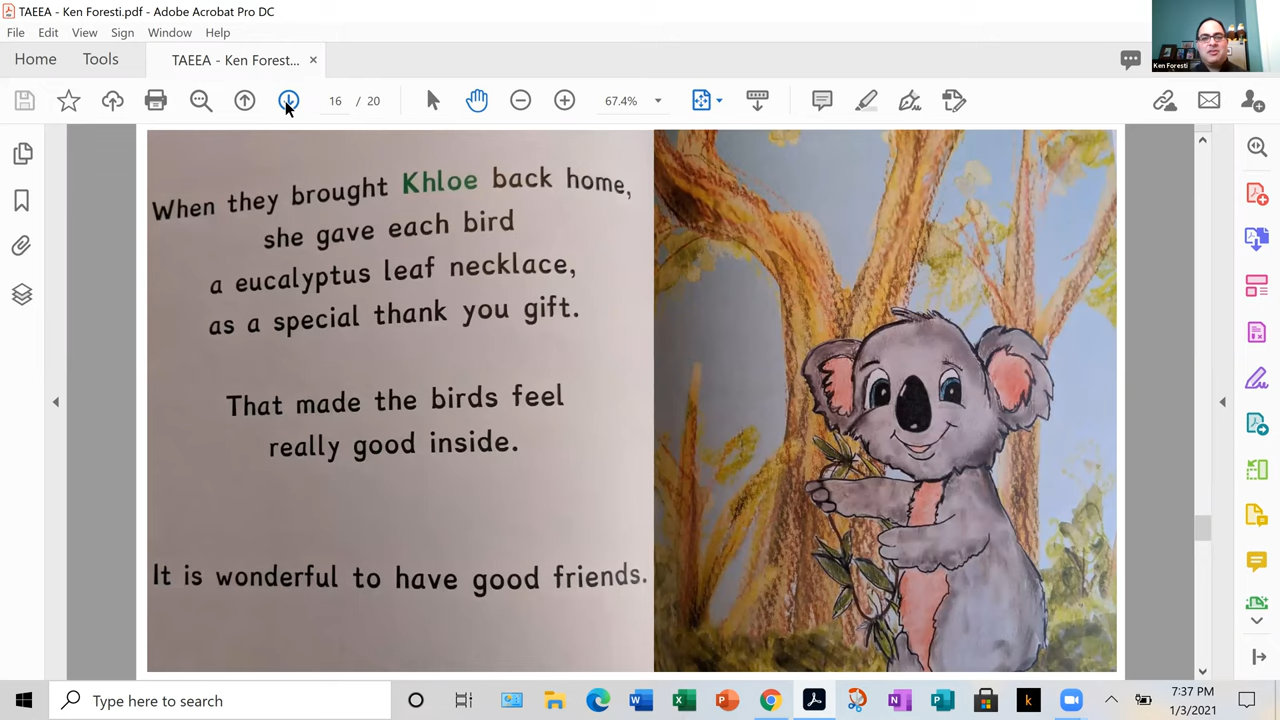 TAEEA - Ken Foresti.pdf - Adobe Acrobat Pro DC
File Edit View Sign Window Help
Home Tools TAEEA - Ken Forest... ×
16 / 20 67.4%
Ken Foresti
When they brought Khloe back home,
she gave each bird
a eucalyptus leaf necklace,
as a special thank you gift.
That made the birds feel
really good inside.
It is wonderful to have good friends.
Type here to search
7:37 PM
1/3/2021